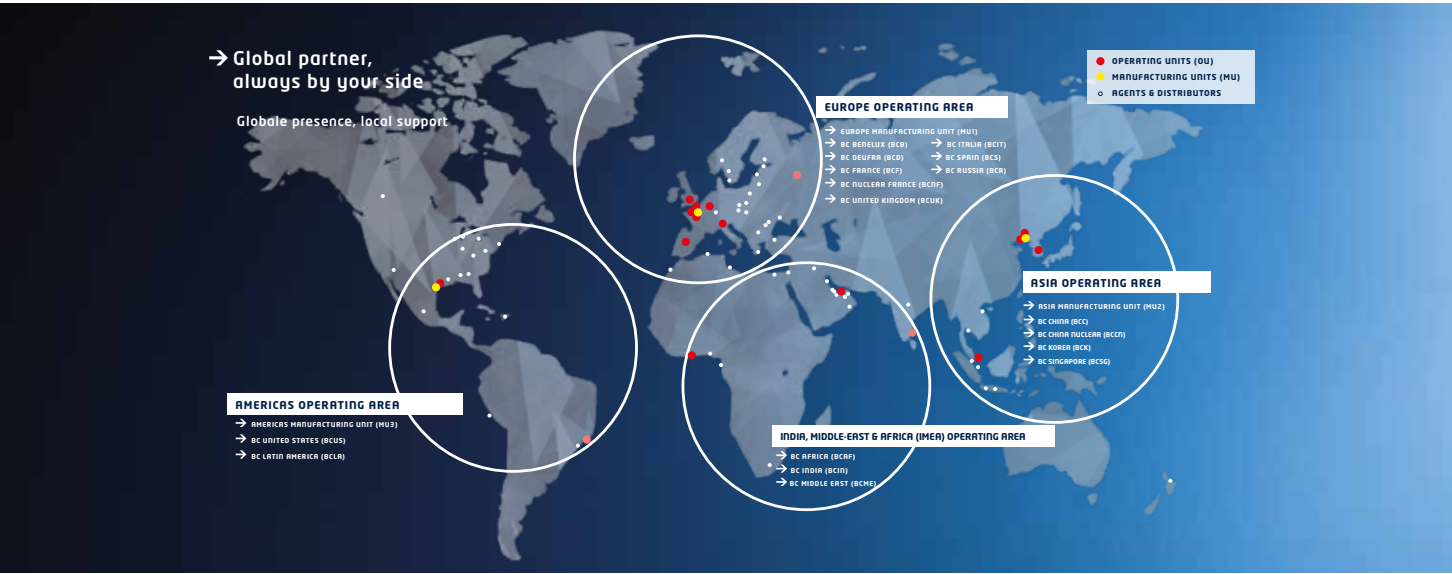 → Global partner,
always by your side
Globale presence, local support
OPERATING UNITS (OU)
MANUFACTURING UNITS (MU)
AGENTS & DISTRIBUTORS
EUROPE OPERATING AREA
→ EUROPE MANUFACTURING UNIT (MU1)
→ BC BENELUX (BCB) → BC ITALIA (BCIT)
→ BC DEUFRA (BCD) → BC SPAIN (BCS)
→ BC FRANCE (BCF) → BC RUSSIA (BCR)
→ BC NUCLEAR FRANCE (BCNF)
→ BC UNITED KINGDOM (BCUK)
ASIA OPERATING AREA
→ ASIA MANUFACTURING UNIT (MU2)
→ BC CHINA (BCC)
→ BC CHINA NUCLEAR (BCCN)
→ BC KOREA (BCK)
→ BC SINGAPORE (BCSG)
AMERICAS OPERATING AREA
→ AMERICAS MANUFACTURING UNIT (MU3)
→ BC UNITED STATES (BCUS)
→ BC LATIN AMERICA (BCLA)
INDIA, MIDDLE-EAST & AFRICA (IMEA) OPERATING AREA
→ BC AFRICA (BCAF)
→ BC INDIA (BCIN)
→ BC MIDDLE EAST (BCME)